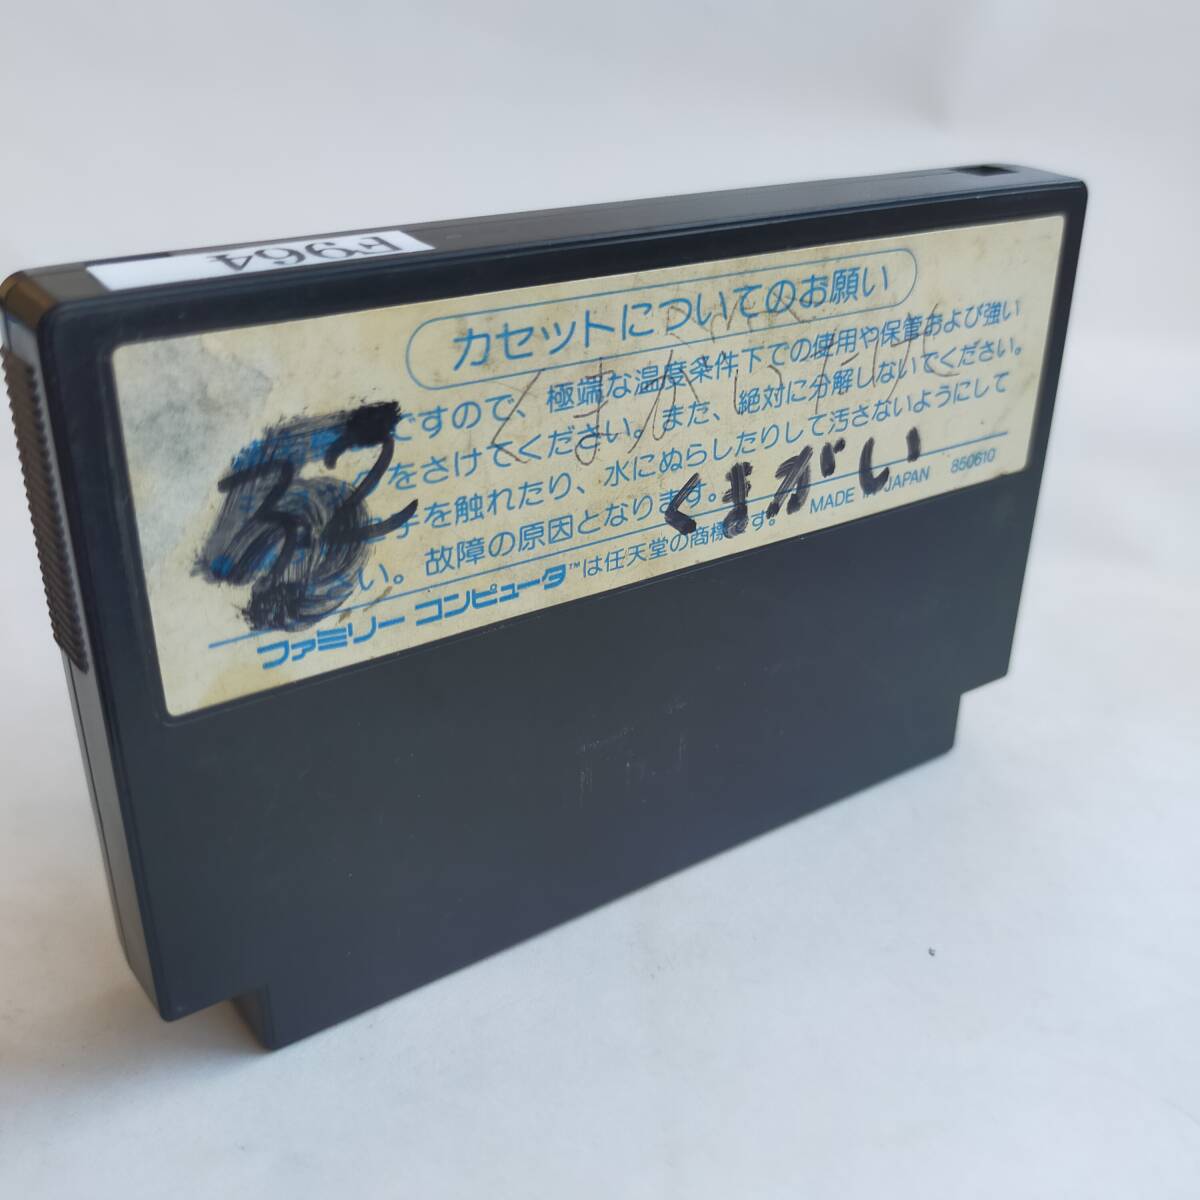 F964
カセットについてのお願い
ですので、極端な温度条件下での使用や保管および強い
をさけてください。また、絶対に分解しないでください。
手を触れたり、水にぬらしたりして汚さないようにして
さい。故障の原因となります。
32
くまがい
くまがい
ファミリー コンピュータ™は任天堂の商標です。
MADE IN JAPAN 850610